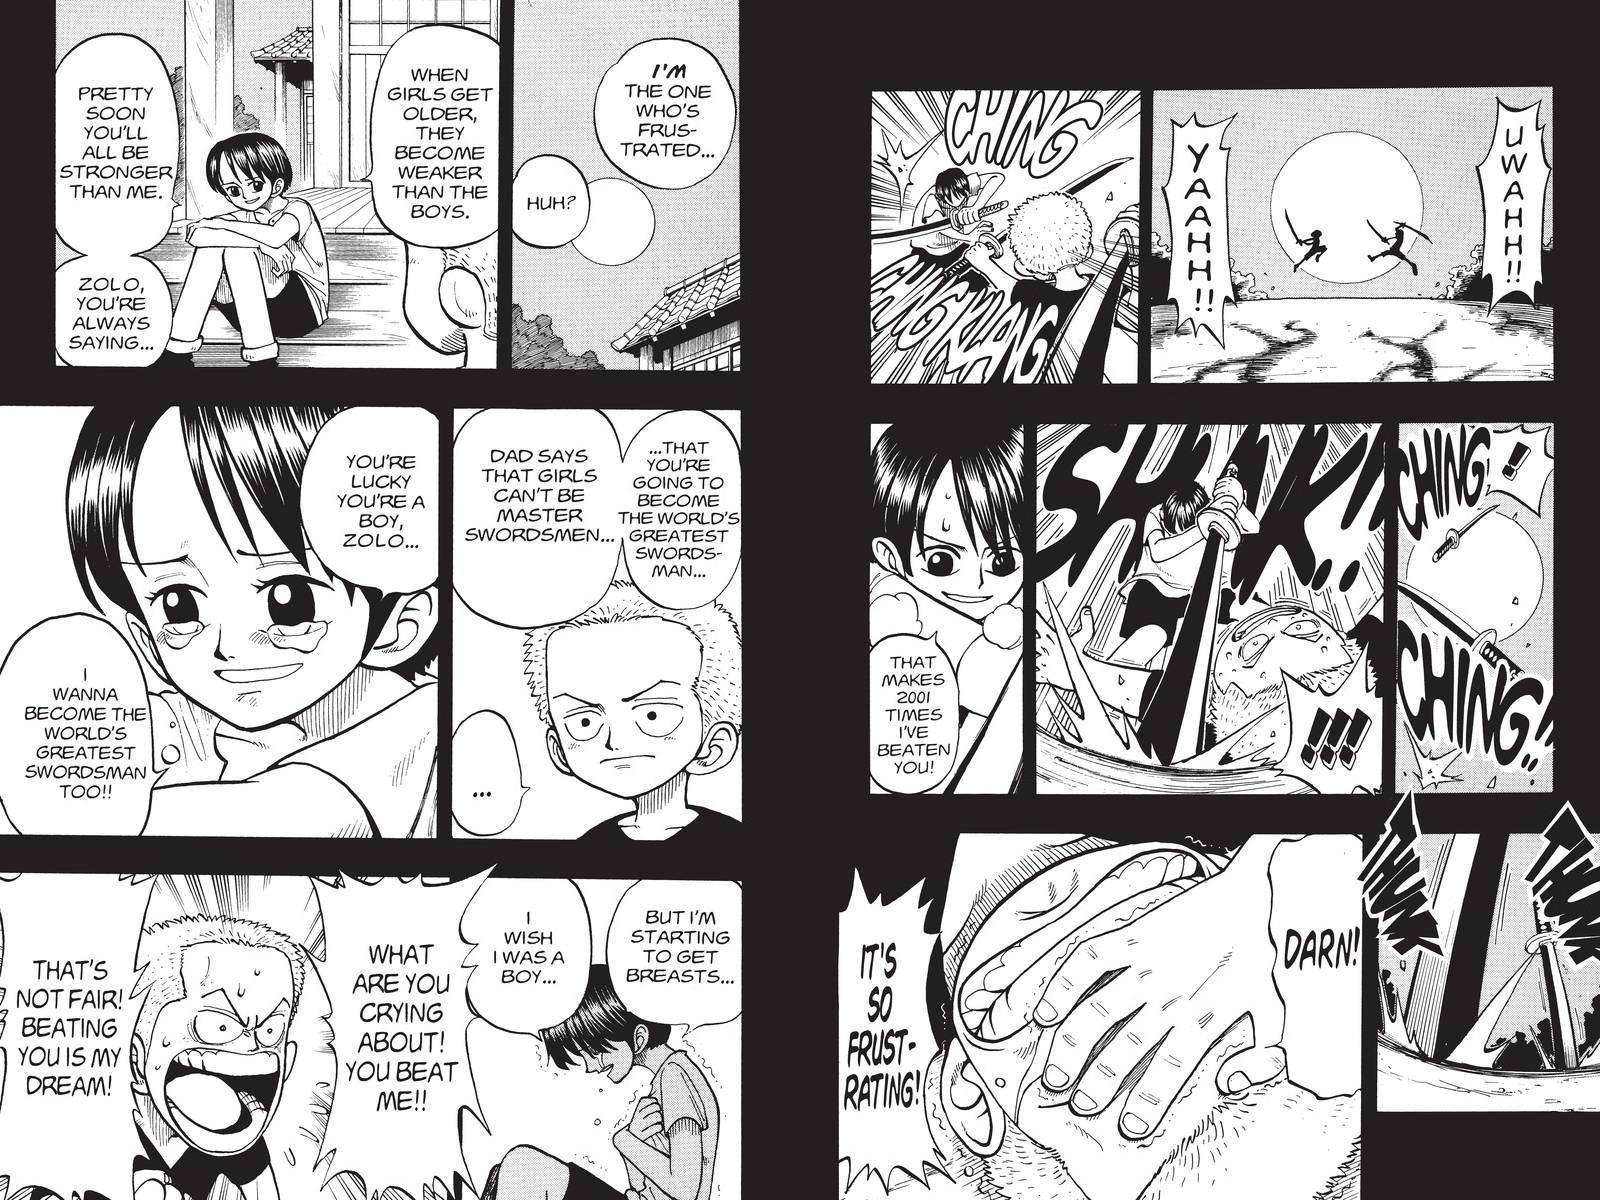 UWAHH!!
YAAHH!!
CHING
CHING
KLANG
CHING
!
CHING!!
SHUK!!
!!!
THAT
MAKES
2001
TIMES
I'VE
BEATEN
YOU!
THUN
THUN
DARN!
IT'S
SO
FRUST-
RATING!
I'M
THE ONE
WHO'S
FRUS-
TRATED...
HUH?
WHEN
GIRLS GET
OLDER,
THEY
BECOME
WEAKER
THAN THE
BOYS.
PRETTY
SOON
YOU'LL
ALL BE
STRONGER
THAN ME.
ZOLO,
YOU'RE
ALWAYS
SAYING...
...THAT
YOU'RE
GOING TO
BECOME
THE WORLD'S
GREATEST
SWORDS-
MAN...
DAD SAYS
THAT GIRLS
CAN'T BE
MASTER
SWORDSMEN...
...
YOU'RE
LUCKY
YOU'RE A
BOY,
ZOLO...
I
WANNA
BECOME THE
WORLD'S
GREATEST
SWORDSMAN
TOO!!
BUT I'M
STARTING
TO GET
BREASTS...
I
WISH
I WAS A
BOY...
WHAT
ARE YOU
CRYING
ABOUT!
YOU BEAT
ME!!
THAT'S
NOT FAIR!
BEATING
YOU IS MY
DREAM!